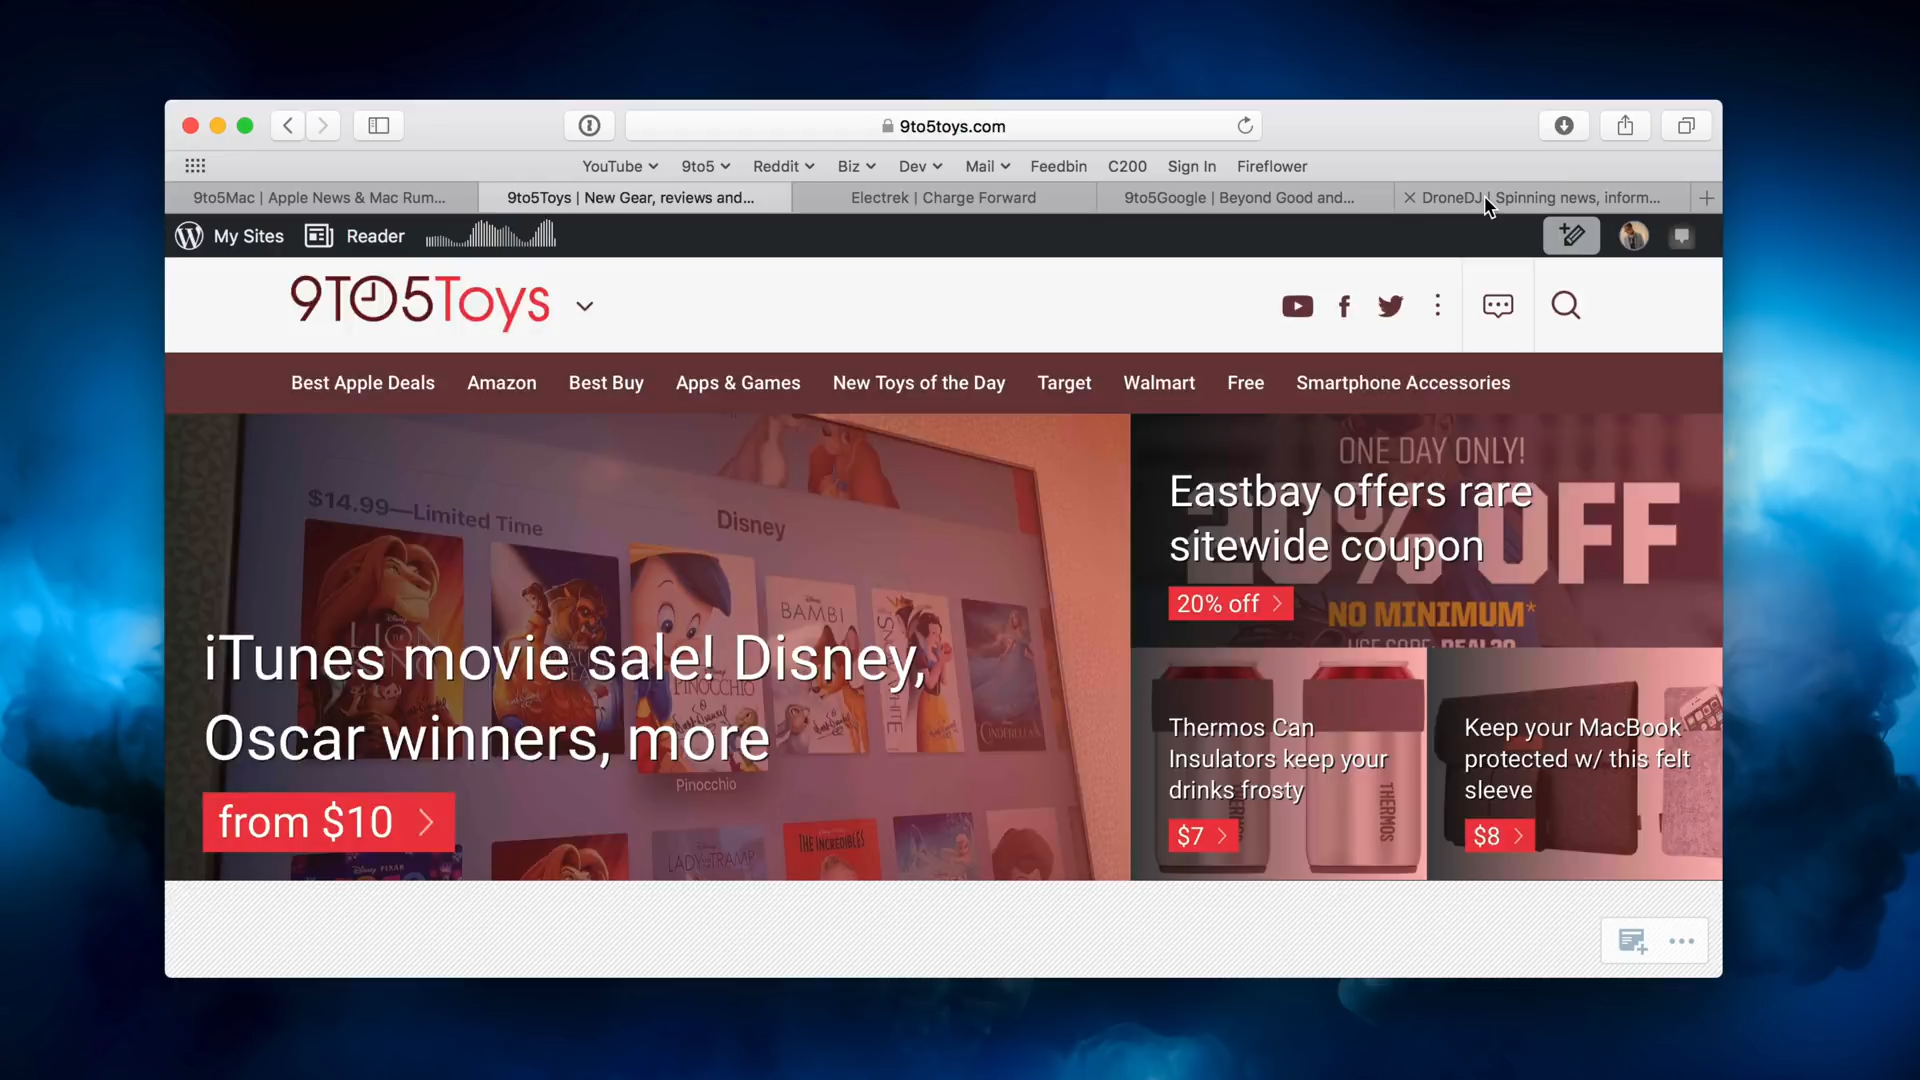 9to5toys.com
YouTube 9to5 Reddit Biz Dev Mail Feedbin C200 Sign In Fireflower
9to5Mac | Apple News & Mac Rum...
9to5Toys | New Gear, reviews and...
Electrek | Charge Forward
9to5Google | Beyond Good and...
DroneDJ | Spinning news, inform...
My Sites
Reader
9TO5Toys
Best Apple Deals
Amazon
Best Buy
Apps & Games
New Toys of the Day
Target
Walmart
Free
Smartphone Accessories
$14.99—Limited Time
Disney
BAMBI
PINOCCHIO
CINDERELLA
Pinocchio
LADY AND THE TRAMP
THE INCREDIBLES
iTunes movie sale! Disney,
Oscar winners, more
from $10
ONE DAY ONLY!
20% OFF
NO MINIMUM*
Eastbay offers rare
sitewide coupon
20% off
Thermos Can
Insulators keep your
drinks frosty
$7
THERMOS
Keep your MacBook
protected w/ this felt
sleeve
$8